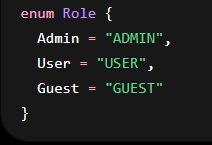 enum Role {
  Admin = "ADMIN",
  User = "USER",
  Guest = "GUEST"
}